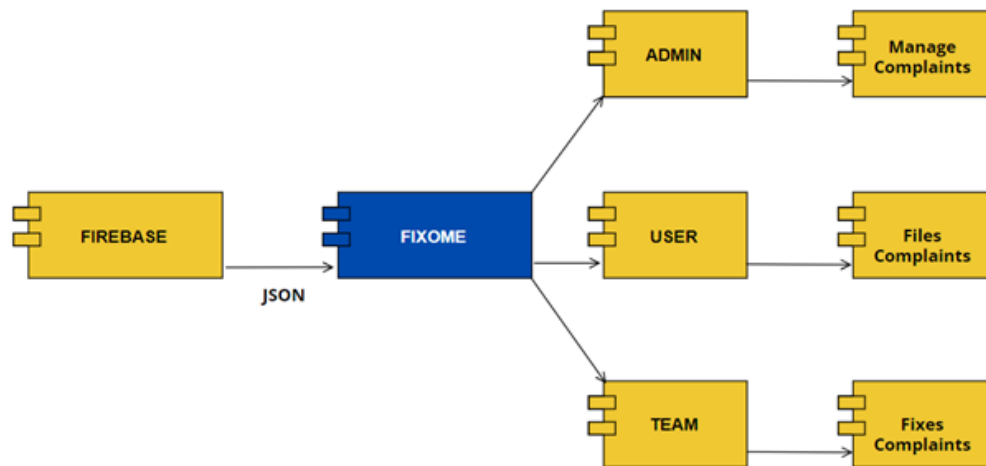 ADMIN
Manage
Complaints
FIREBASE
JSON
FIXOME
USER
Files
Complaints
TEAM
Fixes
Complaints